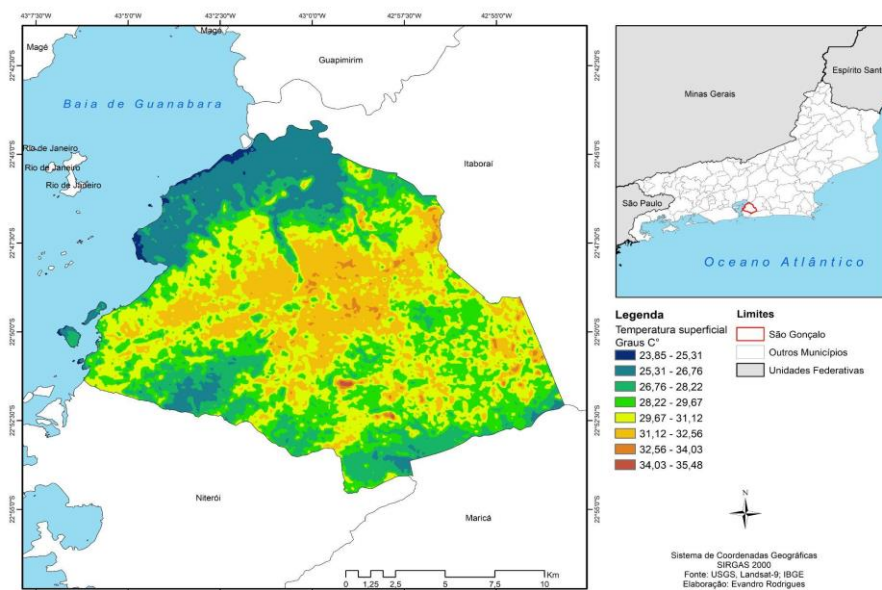 43°7'30"S 43°5'0"S 43°0'0"S 42°57'30"S 42°50'0"S
Magé
Magé
Guapimirim
Baia de Guanabara
Rio de Janeiro
Rio de Janeiro
Rio de Janeiro
Itaboraí
Niterói
Maricá
22°42'30"S
22°45'0"S
22°47'30"S
22°50'0"S
22°52'30"S
22°55'0"S
22°42'30"S
22°45'0"S
22°47'30"S
22°50'0"S
22°52'30"S
22°55'0"S
Km
0 1,25 2,5 5 7,5 10
Espírito Sant
Minas Gerais
São Paulo
Oceano Atlântico
Legenda
Temperatura superficial
Graus C°
23,85 - 25,31
25,31 - 26,76
26,76 - 28,22
28,22 - 29,67
29,67 - 31,12
31,12 - 32,56
32,56 - 34,03
34,03 - 35,48
Limites
São Gonçalo
Outros Municípios
Unidades Federativas
N
Sistema de Coordenadas Geográficas
SIRGAS 2000
Fonte: USGS, Landsat-9; IBGE
Elaboração: Evandro Rodrigues